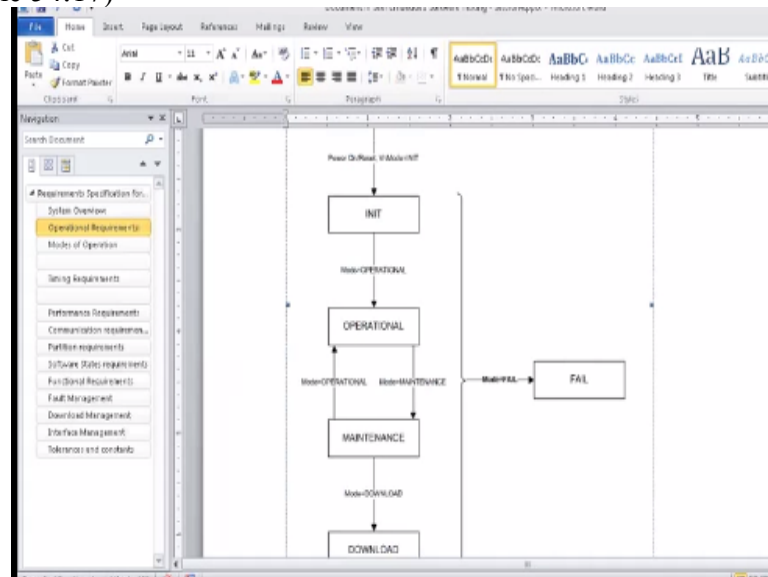 File Home Insert Page Layout References Mailings Review View
Cut
Copy
Paste Format Painter
Arial 11
Clipboard Font Paragraph Styles
AaBbCcDc AaBbCcDc AaBbCc AaBbCc AaBbCcI AaB
¶ Normal ¶ No Spaci... Heading 1 Heading 2 Heading 3 Title
Navigation
Search Document
Requirements Specification for...
System Overview
Operational Requirements
Modes of Operation
Timing Requirements
Performance Requirements
Communication requiremen...
Partition requirements
Software States requirements
Functional Requirements
Fault Management
Download Management
Interface Management
Tolerances and constants
INIT
Mode=OPERATIONAL
OPERATIONAL
Mode=OPERATIONAL Mode=MAINTENANCE
Mode=FAIL FAIL
MAINTENANCE
Mode=DOWNLOAD
DOWNLOAD